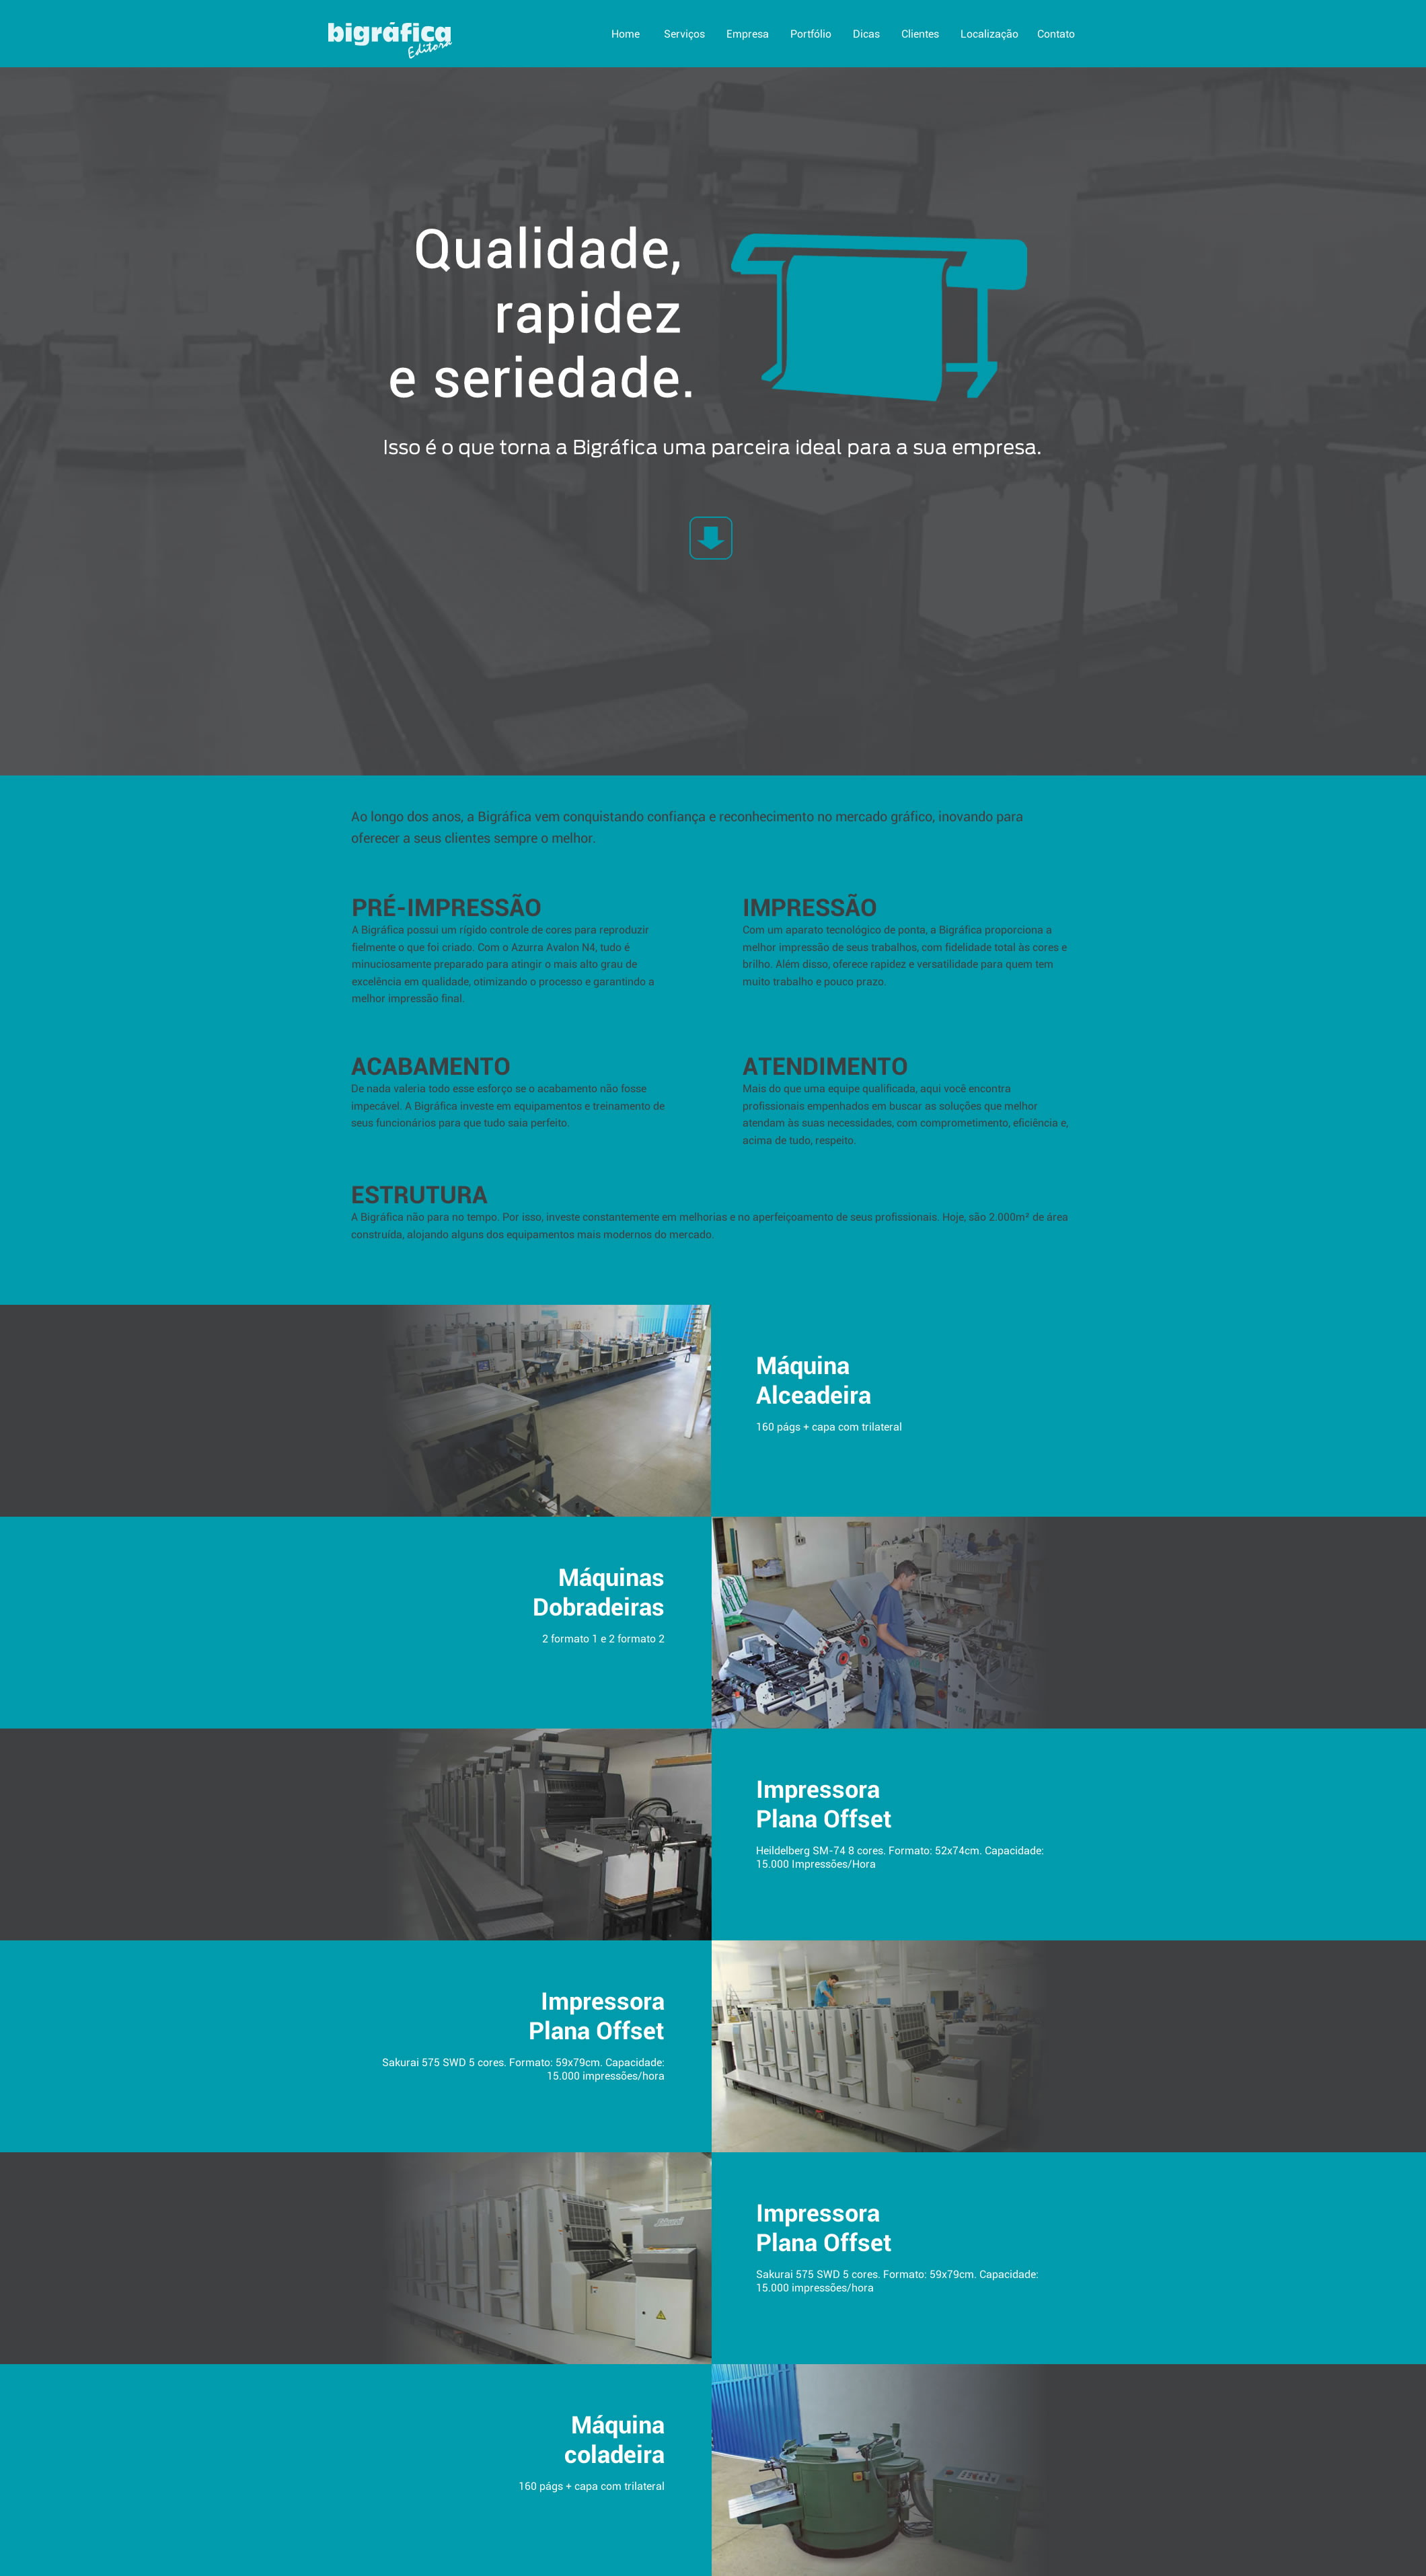 bigráfica
Editora
Home Serviços Empresa Portfólio Dicas Clientes Localização Contato
Qualidade,
rapidez
e seriedade.
Isso é o que torna a Bigráfica uma parceira ideal para a sua empresa.
Ao longo dos anos, a Bigráfica vem conquistando confiança e reconhecimento no mercado gráfico, inovando para
oferecer a seus clientes sempre o melhor.
PRÉ-IMPRESSÃO
A Bigráfica possui um rígido controle de cores para reproduzir
fielmente o que foi criado. Com o Azurra Avalon N4, tudo é
minuciosamente preparado para atingir o mais alto grau de
excelência em qualidade, otimizando o processo e garantindo a
melhor impressão final.
IMPRESSÃO
Com um aparato tecnológico de ponta, a Bigráfica proporciona a
melhor impressão de seus trabalhos, com fidelidade total às cores e
brilho. Além disso, oferece rapidez e versatilidade para quem tem
muito trabalho e pouco prazo.
ACABAMENTO
De nada valeria todo esse esforço se o acabamento não fosse
impecável. A Bigráfica investe em equipamentos e treinamento de
seus funcionários para que tudo saia perfeito.
ATENDIMENTO
Mais do que uma equipe qualificada, aqui você encontra
profissionais empenhados em buscar as soluções que melhor
atendam às suas necessidades, com comprometimento, eficiência e,
acima de tudo, respeito.
ESTRUTURA
A Bigráfica não para no tempo. Por isso, investe constantemente em melhorias e no aperfeiçoamento de seus profissionais. Hoje, são 2.000m² de área
construída, alojando alguns dos equipamentos mais modernos do mercado.
Máquina
Alceadeira
160 págs + capa com trilateral
Máquinas
Dobradeiras
2 formato 1 e 2 formato 2
Impressora
Plana Offset
Heildelberg SM-74 8 cores. Formato: 52x74cm. Capacidade:
15.000 Impressões/Hora
Impressora
Plana Offset
Sakurai 575 SWD 5 cores. Formato: 59x79cm. Capacidade:
15.000 impressões/hora
Impressora
Plana Offset
Sakurai 575 SWD 5 cores. Formato: 59x79cm. Capacidade:
15.000 impressões/hora
Máquina
coladeira
160 págs + capa com trilateral